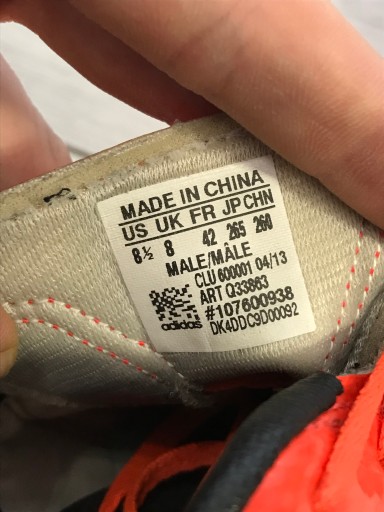 MADE IN CHINA
US UK FR JP CHN
8½ 8 42 265 260
MALE/MÂLE
CLU 600001 04/13
ART Q33863
#107600938
adidas DK4DDC9D00092